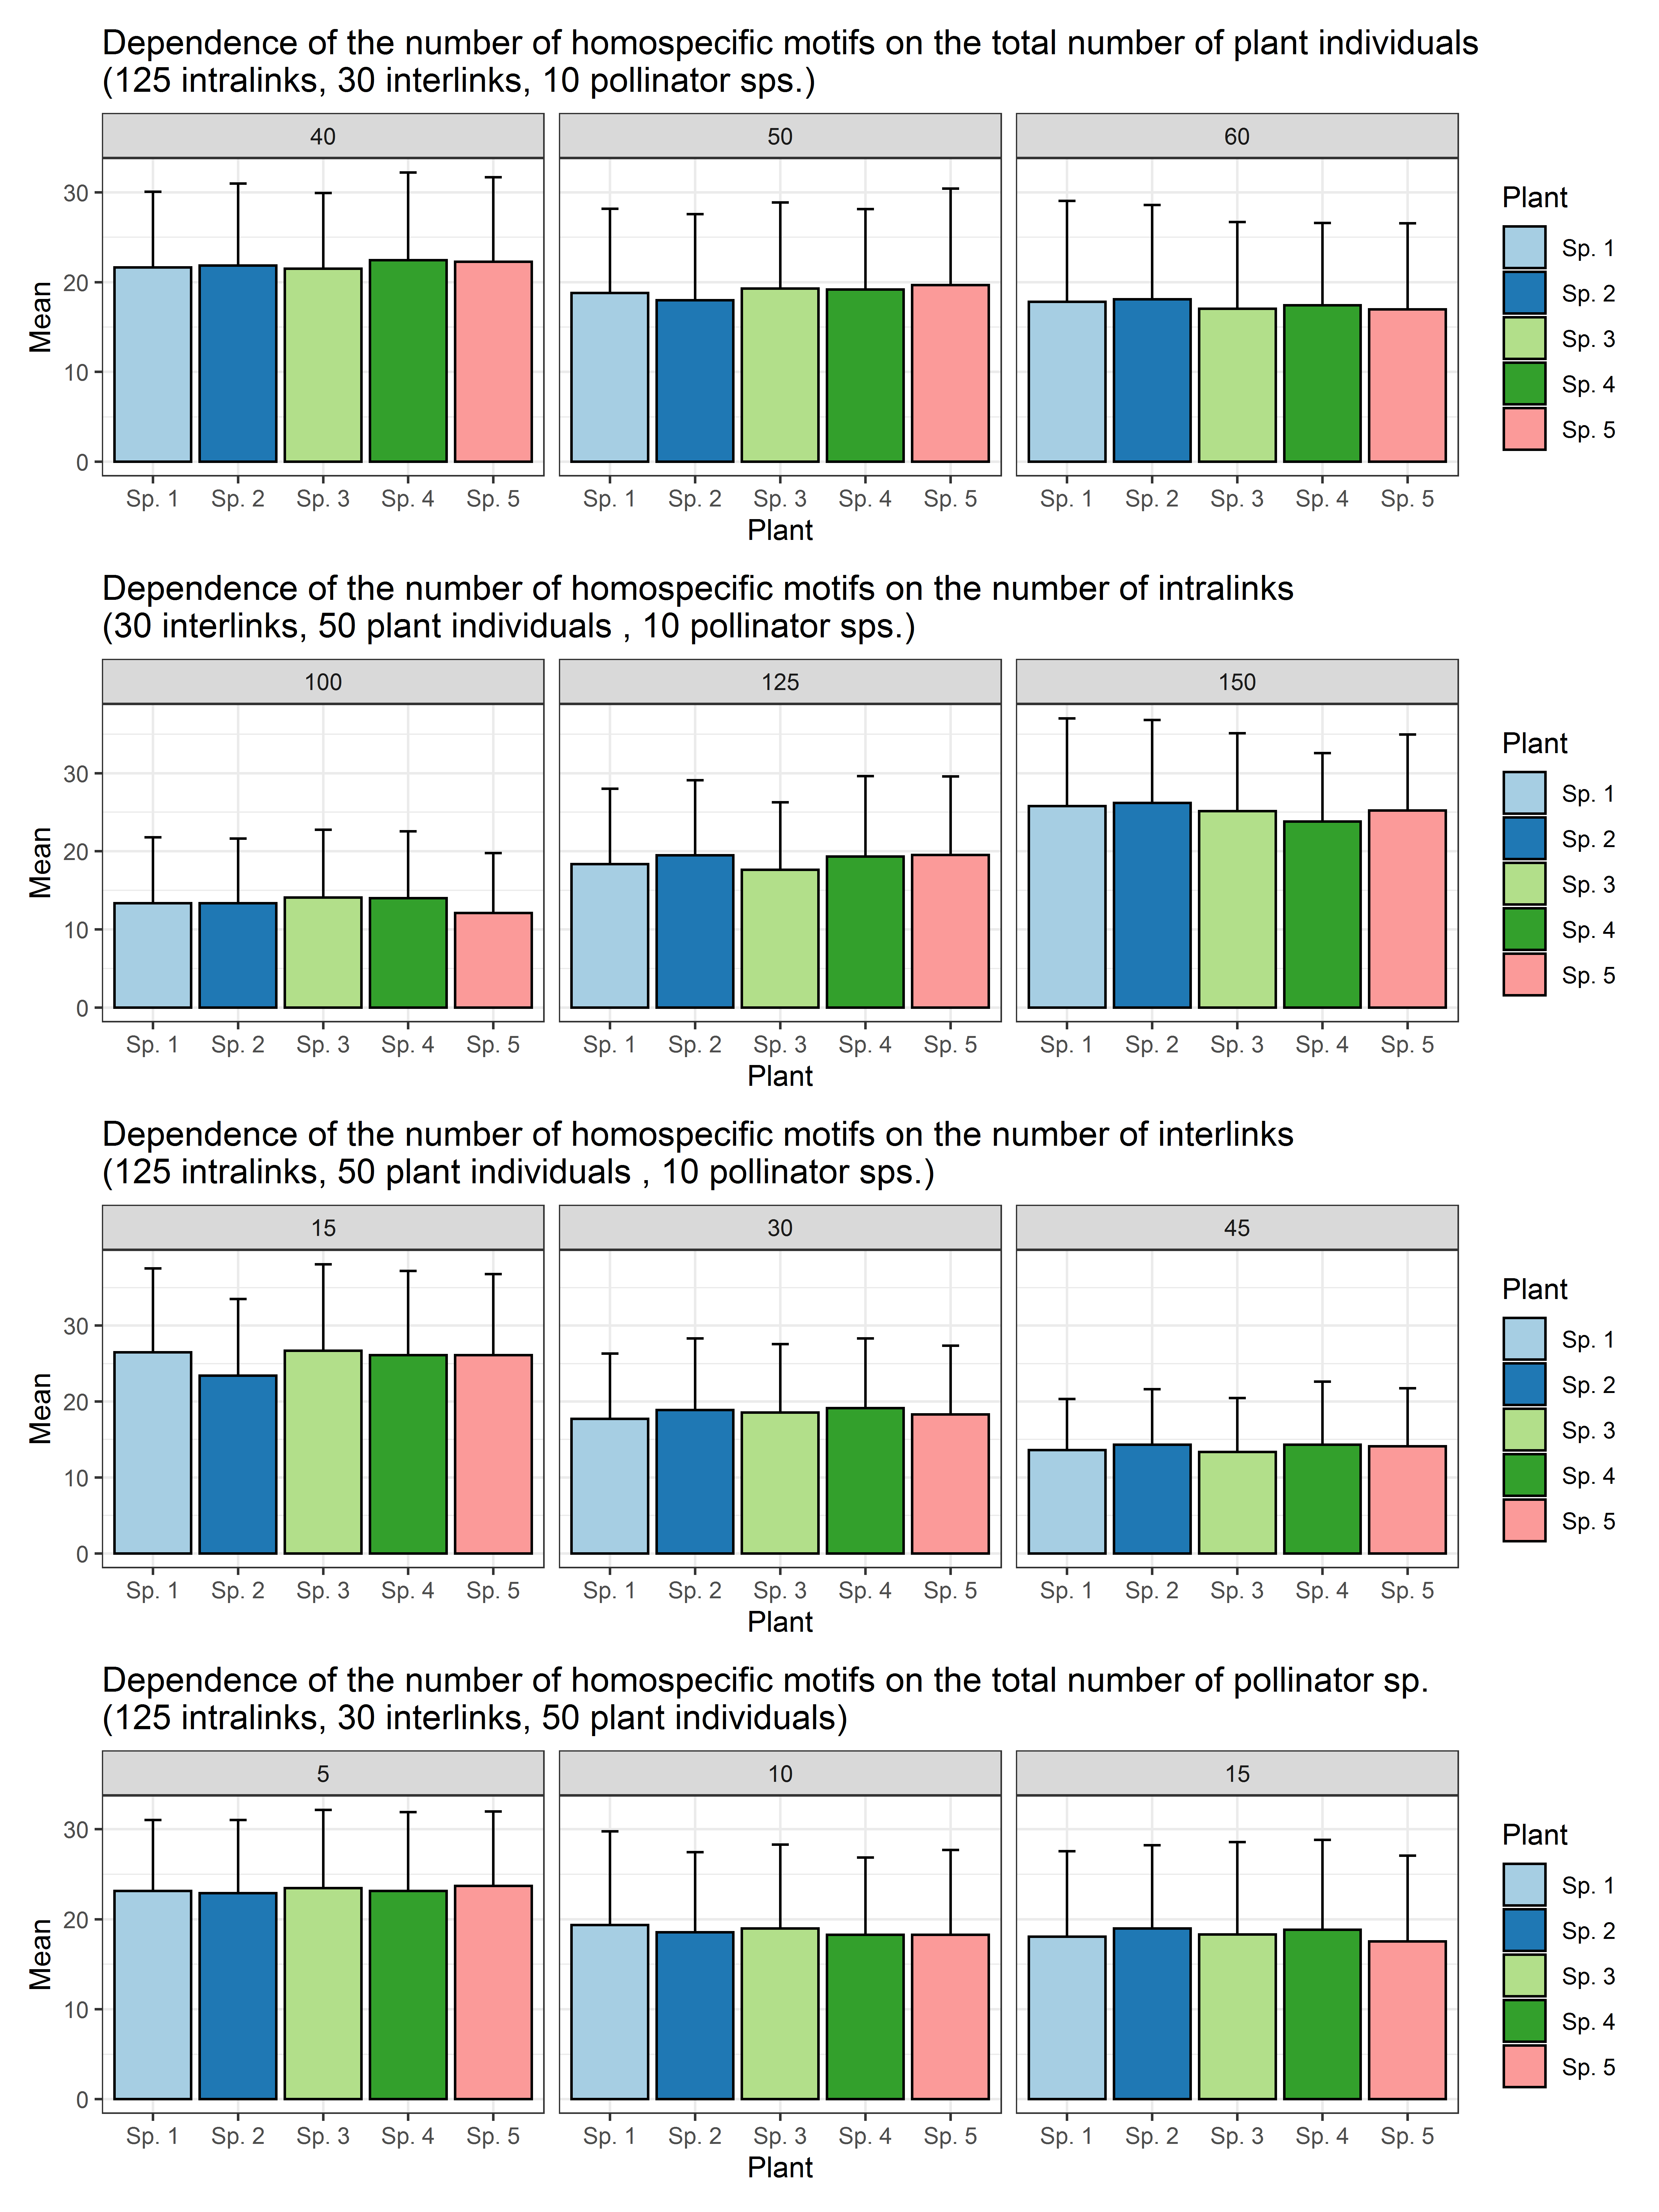 Dependence of the number of homospecific motifs on the total number of plant individuals
(125 intralinks, 30 interlinks, 10 pollinator sps.)
40 50 60
Mean
30
20
10
0
Sp. 1 Sp. 2 Sp. 3 Sp. 4 Sp. 5 Sp. 1 Sp. 2 Sp. 3 Sp. 4 Sp. 5 Sp. 1 Sp. 2 Sp. 3 Sp. 4 Sp. 5
Plant
Plant
Sp. 1
Sp. 2
Sp. 3
Sp. 4
Sp. 5
Dependence of the number of homospecific motifs on the number of intralinks
(30 interlinks, 50 plant individuals , 10 pollinator sps.)
100 125 150
Mean
30
20
10
0
Sp. 1 Sp. 2 Sp. 3 Sp. 4 Sp. 5 Sp. 1 Sp. 2 Sp. 3 Sp. 4 Sp. 5 Sp. 1 Sp. 2 Sp. 3 Sp. 4 Sp. 5
Plant
Plant
Sp. 1
Sp. 2
Sp. 3
Sp. 4
Sp. 5
Dependence of the number of homospecific motifs on the number of interlinks
(125 intralinks, 50 plant individuals , 10 pollinator sps.)
15 30 45
Mean
30
20
10
0
Sp. 1 Sp. 2 Sp. 3 Sp. 4 Sp. 5 Sp. 1 Sp. 2 Sp. 3 Sp. 4 Sp. 5 Sp. 1 Sp. 2 Sp. 3 Sp. 4 Sp. 5
Plant
Plant
Sp. 1
Sp. 2
Sp. 3
Sp. 4
Sp. 5
Dependence of the number of homospecific motifs on the total number of pollinator sp.
(125 intralinks, 30 interlinks, 50 plant individuals)
5 10 15
Mean
30
20
10
0
Sp. 1 Sp. 2 Sp. 3 Sp. 4 Sp. 5 Sp. 1 Sp. 2 Sp. 3 Sp. 4 Sp. 5 Sp. 1 Sp. 2 Sp. 3 Sp. 4 Sp. 5
Plant
Plant
Sp. 1
Sp. 2
Sp. 3
Sp. 4
Sp. 5